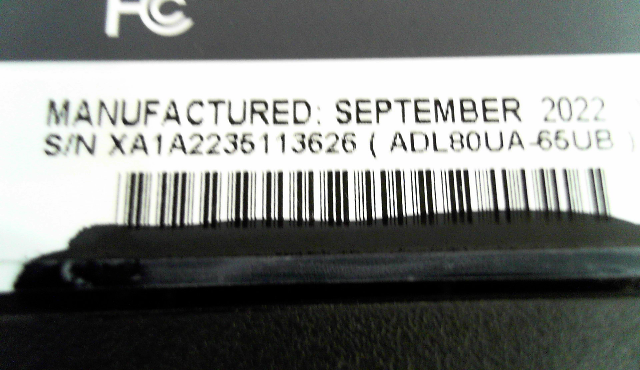 FC
MANUFACTURED: SEPTEMBER 2022
S/N XA1A2235113626 ( ADL80UA-65UB )